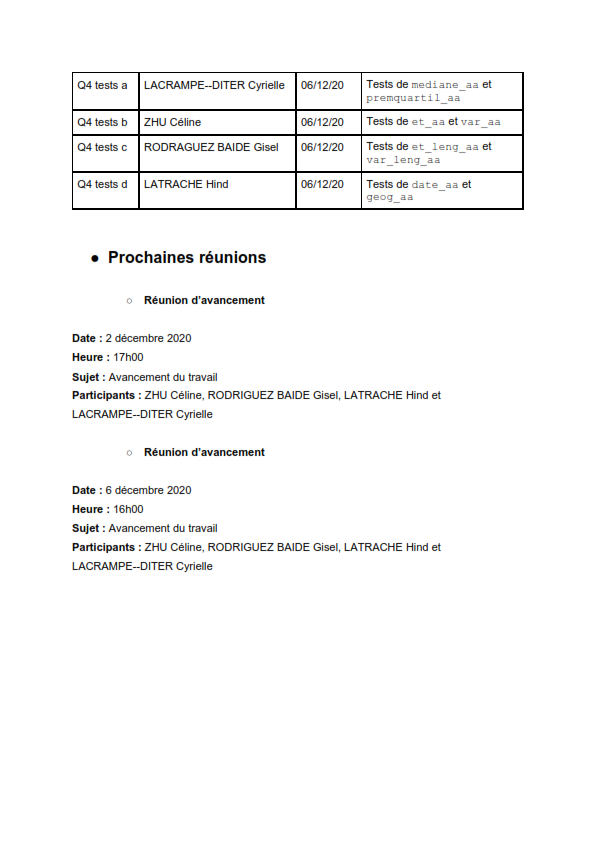 Q4 tests a LACRAMPE--DITER Cyrielle 06/12/20 Tests de mediane_aa et
premquartil_aa
Q4 tests b ZHU Céline 06/12/20 Tests de et_aa et var_aa
Q4 tests c RODRAGUEZ BAIDE Gisel 06/12/20 Tests de et_leng_aa et
var_leng_aa
Q4 tests d LATRACHE Hind 06/12/20 Tests de date_aa et
geog_aa
● Prochaines réunions
○ Réunion d’avancement
Date : 2 décembre 2020
Heure : 17h00
Sujet : Avancement du travail
Participants : ZHU Céline, RODRIGUEZ BAIDE Gisel, LATRACHE Hind et
LACRAMPE--DITER Cyrielle
○ Réunion d’avancement
Date : 6 décembre 2020
Heure : 16h00
Sujet : Avancement du travail
Participants : ZHU Céline, RODRIGUEZ BAIDE Gisel, LATRACHE Hind et
LACRAMPE--DITER Cyrielle